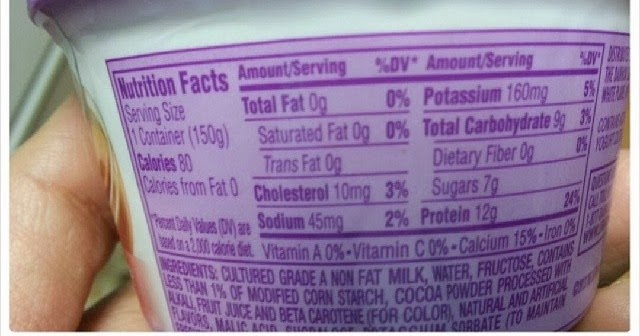 Nutrition Facts
Serving Size
1 Container (150g)
Calories 80
Calories from Fat 0
*Percent Daily Values (DV) are
based on a 2,000 calorie diet.
Amount/Serving %DV* Amount/Serving %DV*
Total Fat 0g 0% Potassium 160mg 5%
Saturated Fat 0g 0% Total Carbohydrate 9g 3%
Trans Fat 0g Dietary Fiber 0g 0%
Cholesterol 10mg 3% Sugars 7g
Sodium 45mg 2% Protein 12g 24%
Vitamin A 0% • Vitamin C 0% • Calcium 15% • Iron 0%
INGREDIENTS: CULTURED GRADE A NON FAT MILK, WATER, FRUCTOSE, CONTAINS
LESS THAN 1% OF MODIFIED CORN STARCH, COCOA POWDER PROCESSED WITH
ALKALI, FRUIT JUICE AND BETA CAROTENE (FOR COLOR), NATURAL AND ARTIFICIAL
FLAVORS, MALIC ACID, SUCRALOSE, POTASSIUM SORBATE (TO MAINTAIN